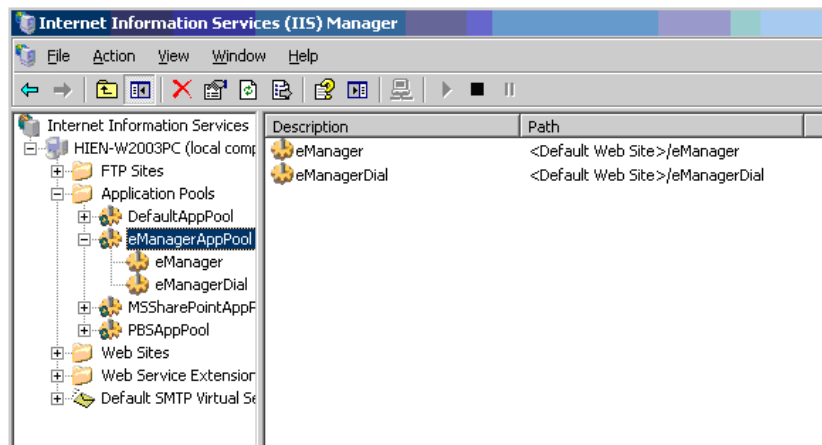 Internet Information Services (IIS) Manager
File Action View Window Help
Internet Information Services
HIEN-W2003PC (local comp
FTP Sites
Application Pools
DefaultAppPool
eManagerAppPool
eManager
eManagerDial
MSSharePointAppP
PBSAppPool
Web Sites
Web Service Extension
Default SMTP Virtual Se
Description Path
eManager <Default Web Site>/eManager
eManagerDial <Default Web Site>/eManagerDial